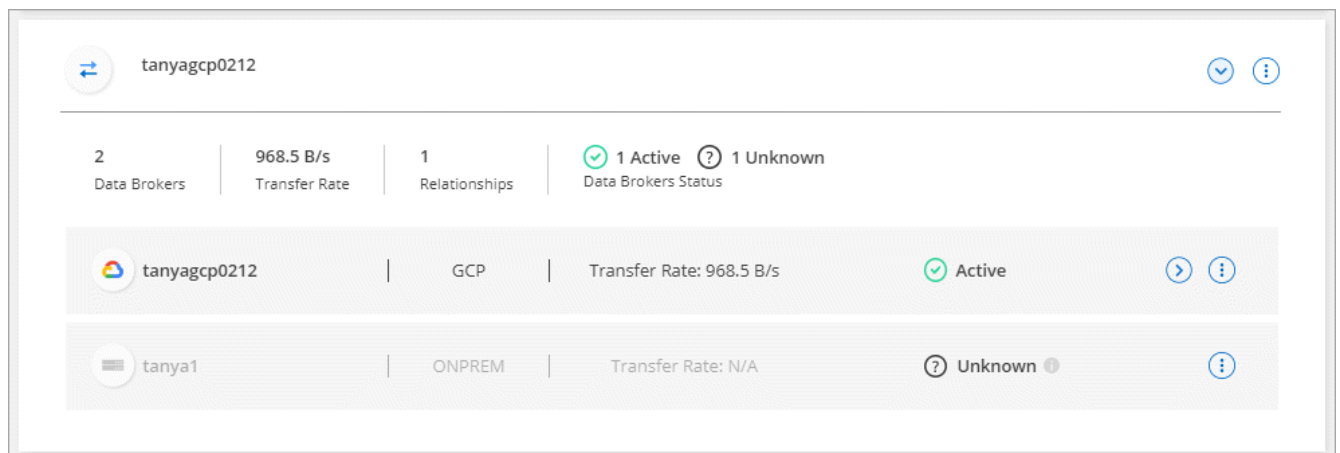 tanyagcp0212
2 968.5 B/s 1 1 Active ? 1 Unknown
Data Brokers Transfer Rate Relationships Data Brokers Status
tanyagcp0212 GCP Transfer Rate: 968.5 B/s Active
tanya1 ONPREM Transfer Rate: N/A ? Unknown i